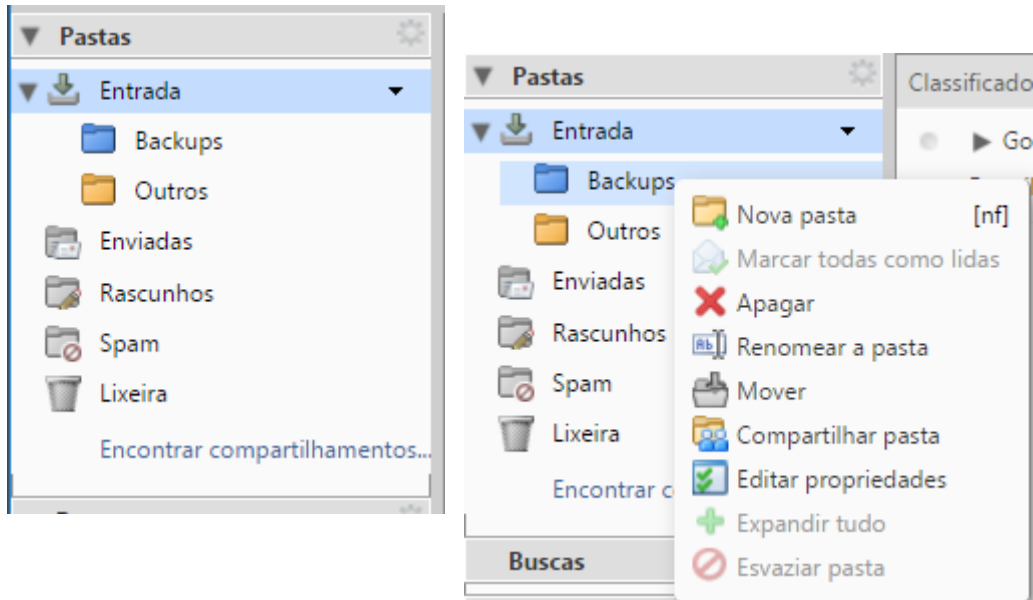 Pastas
Entrada
Backups
Outros
Enviadas
Rascunhos
Spam
Lixeira
Encontrar compartilhamentos...
Pastas
Entrada
Backups
Outros
Enviadas
Rascunhos
Spam
Lixeira
Encontrar c
Buscas
Classificado
Go
Nova pasta [nf]
Marcar todas como lidas
Apagar
Ab Renomear a pasta
Mover
Compartilhar pasta
Editar propriedades
Expandir tudo
Esvaziar pasta